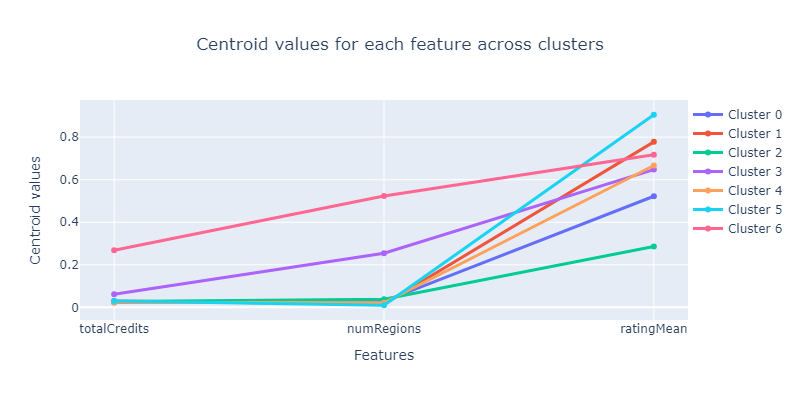 Centroid values for each feature across clusters
Centroid values
0.8
0.6
0.4
0.2
0
totalCredits
numRegions
ratingMean
Features
Cluster 0
Cluster 1
Cluster 2
Cluster 3
Cluster 4
Cluster 5
Cluster 6